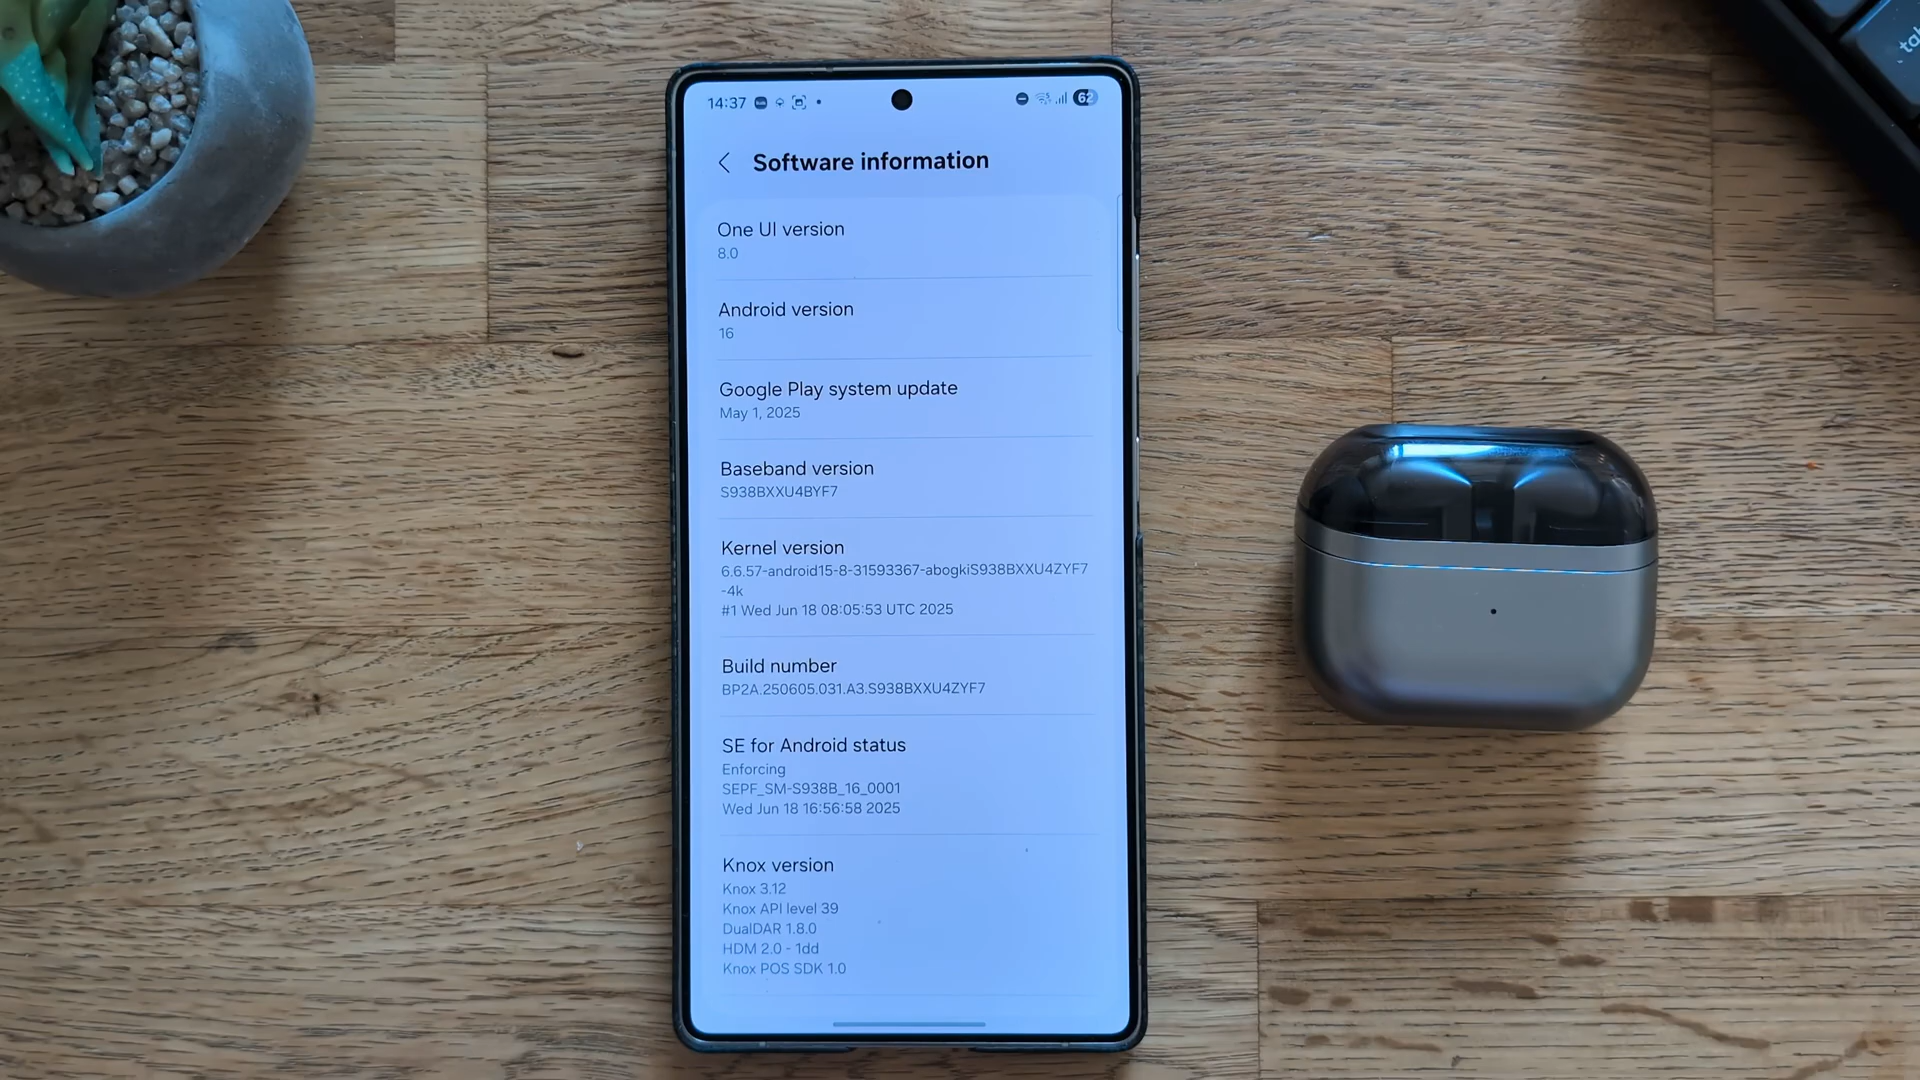 14:37
62
Software information
One UI version
8.0
Android version
16
Google Play system update
May 1, 2025
Baseband version
S938BXXU4BYF7
Kernel version
6.6.57-android15-8-31593367-abogkiS938BXXU4ZYF7
-4k
#1 Wed Jun 18 08:05:53 UTC 2025
Build number
BP2A.250605.031.A3.S938BXXU4ZYF7
SE for Android status
Enforcing
SEPF_SM-S938B_16_0001
Wed Jun 18 16:56:58 2025
Knox version
Knox 3.12
Knox API level 39
DualDAR 1.8.0
HDM 2.0 - 1dd
Knox POS SDK 1.0